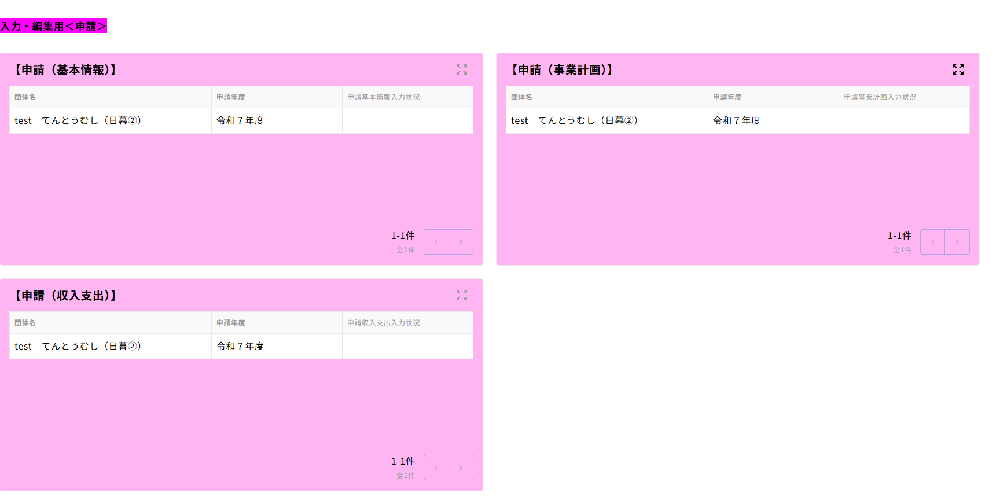 入力・編集用＜申請＞
【申請（基本情報）】
団体名 申請年度 申請基本情報入力状況
test　てんとうむし（日暮②） 令和７年度
1-1件
全1件
【申請（事業計画）】
団体名 申請年度 申請事業計画入力状況
test　てんとうむし（日暮②） 令和７年度
1-1件
全1件
【申請（収入支出）】
団体名 申請年度 申請収入支出入力状況
test　てんとうむし（日暮②） 令和７年度
1-1件
全1件